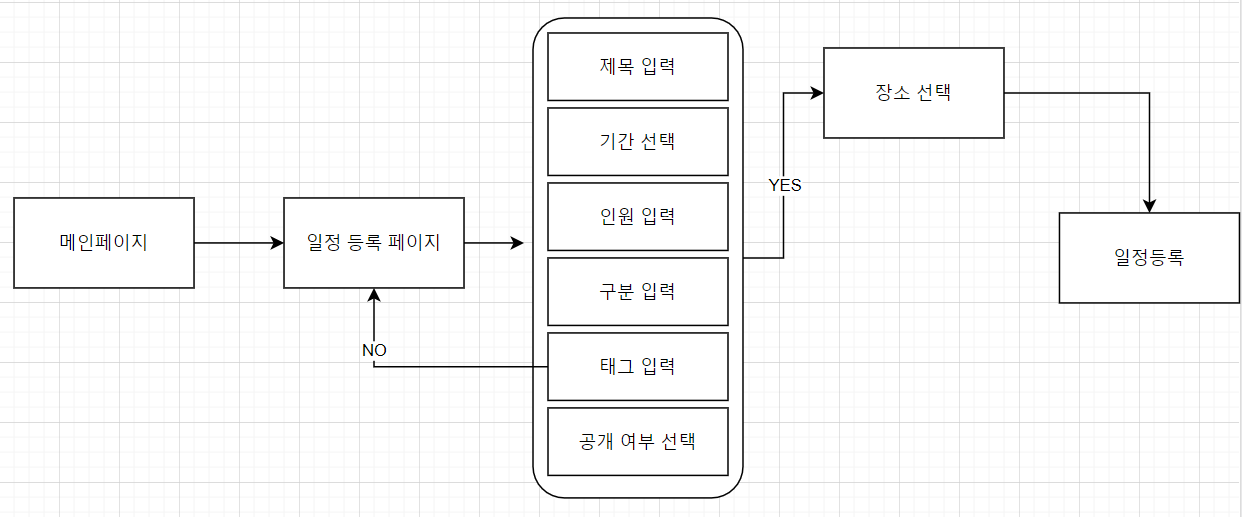 메인페이지
일정 등록 페이지
NO
제목 입력
기간 선택
인원 입력
구분 입력
태그 입력
공개 여부 선택
YES
장소 선택
일정등록